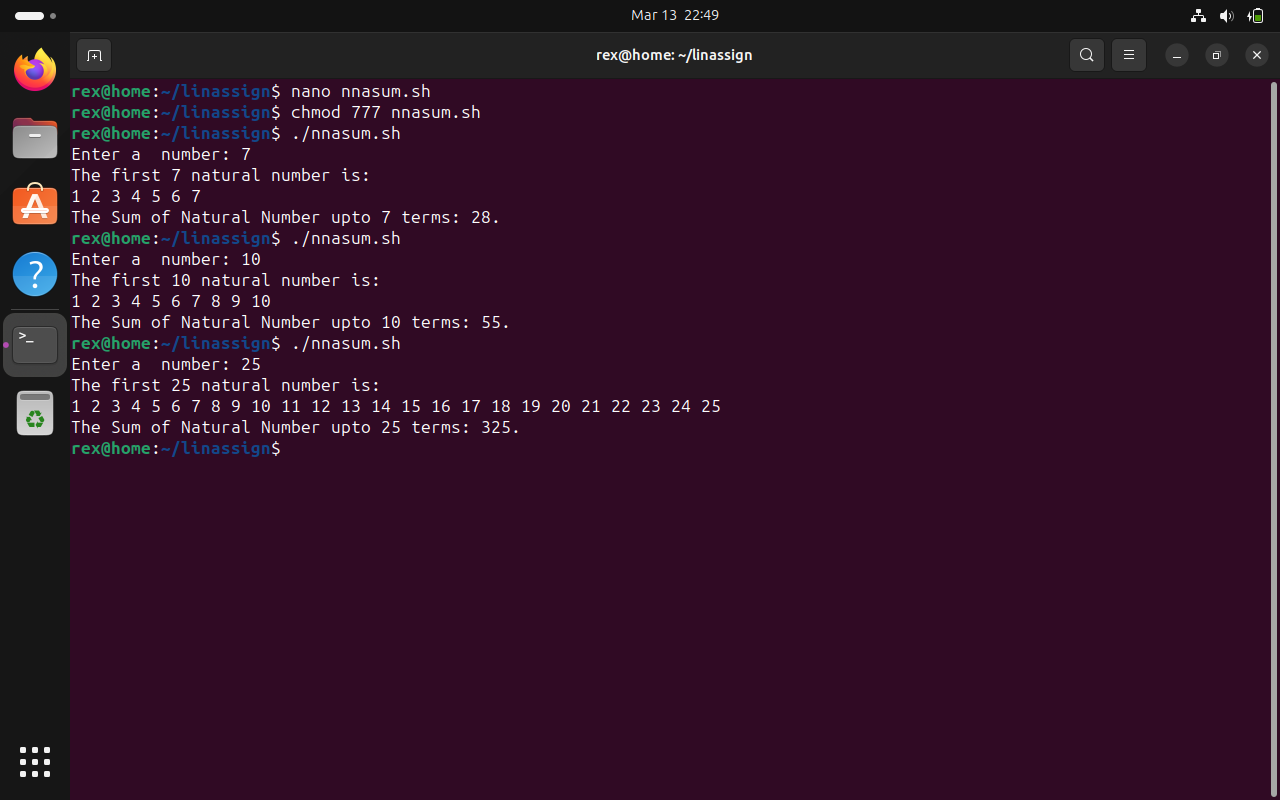 Mar 13 22:49
rex@home: ~/linassign
rex@home:~/linassign$ nano nnasum.sh
rex@home:~/linassign$ chmod 777 nnasum.sh
rex@home:~/linassign$ ./nnasum.sh
Enter a  number: 7
The first 7 natural number is:
1 2 3 4 5 6 7
The Sum of Natural Number upto 7 terms: 28.
rex@home:~/linassign$ ./nnasum.sh
Enter a  number: 10
The first 10 natural number is:
1 2 3 4 5 6 7 8 9 10
The Sum of Natural Number upto 10 terms: 55.
rex@home:~/linassign$ ./nnasum.sh
Enter a  number: 25
The first 25 natural number is:
1 2 3 4 5 6 7 8 9 10 11 12 13 14 15 16 17 18 19 20 21 22 23 24 25
The Sum of Natural Number upto 25 terms: 325.
rex@home:~/linassign$